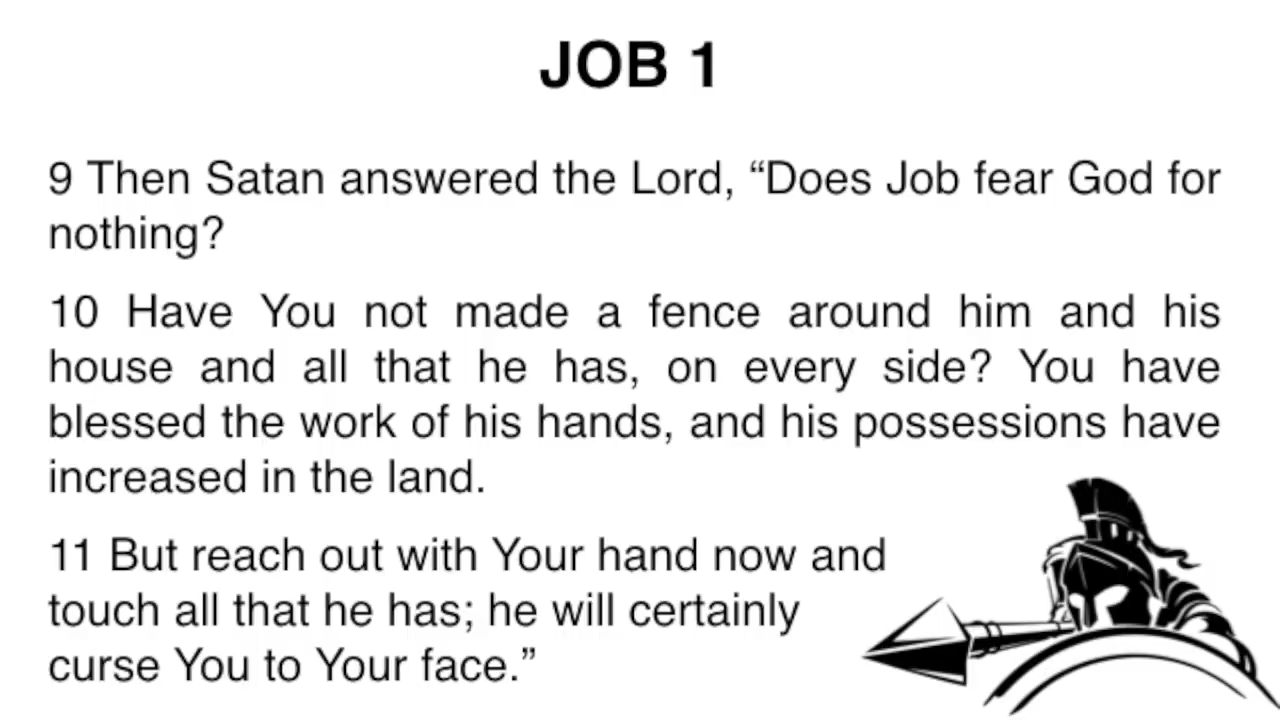 JOB 1
9 Then Satan answered the Lord, “Does Job fear God for
nothing?
10 Have You not made a fence around him and his
house and all that he has, on every side? You have
blessed the work of his hands, and his possessions have
increased in the land.
11 But reach out with Your hand now and
touch all that he has; he will certainly
curse You to Your face.”